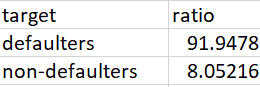 target ratio
defaulters 91.9478
non-defaulters 8.05216